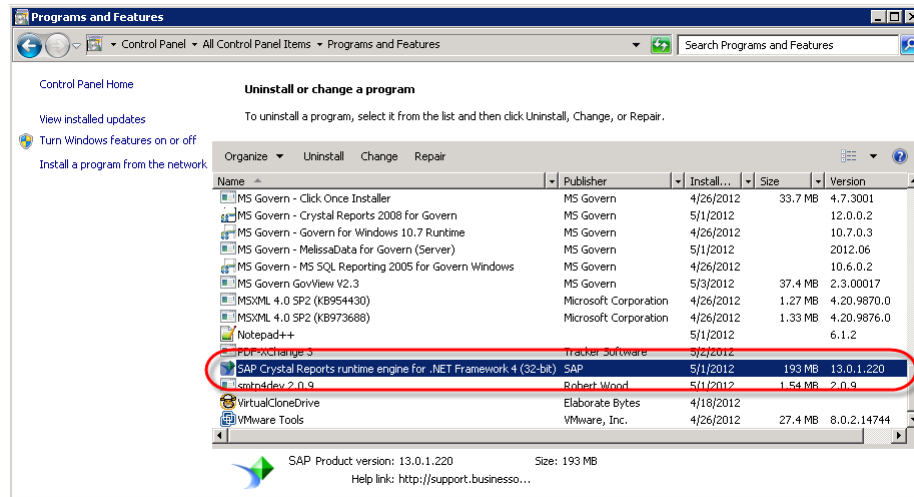 Programs and Features
Control Panel All Control Panel Items Programs and Features Search Programs and Features
Control Panel Home
View installed updates
Turn Windows features on or off
Install a program from the network
Uninstall or change a program
To uninstall a program, select it from the list and then click Uninstall, Change, or Repair.
Organize Uninstall Change Repair
Name Publisher Install... Size Version
MS Govern - Click Once Installer MS Govern 4/26/2012 33.7 MB 4.7.3001
MS Govern - Crystal Reports 2008 for Govern MS Govern 5/1/2012 12.0.0.2
MS Govern - Govern for Windows 10.7 Runtime MS Govern 4/26/2012 10.7.0.3
MS Govern - MelissaData for Govern (Server) MS Govern 5/1/2012 2012.06
MS Govern - MS SQL Reporting 2005 for Govern Windows MS Govern 4/26/2012 10.6.0.2
MS Govern GovView V2.3 MS Govern 5/3/2012 37.4 MB 2.3.00017
MSXML 4.0 SP2 (KB954430) Microsoft Corporation 4/26/2012 1.27 MB 4.20.9870.0
MSXML 4.0 SP2 (KB973688) Microsoft Corporation 4/26/2012 1.33 MB 4.20.9876.0
Notepad++ 5/1/2012 6.1.2
PDF-XChange 3 Tracker Software 5/2/2012
SAP Crystal Reports runtime engine for .NET Framework 4 (32-bit) SAP 5/1/2012 193 MB 13.0.1.220
smtp4dev 2.0.9 Robert Wood 5/1/2012 1.54 MB 2.0.9
VirtualCloneDrive Elaborate Bytes 4/18/2012
VMware Tools VMware, Inc. 4/26/2012 27.4 MB 8.0.2.14744
SAP Product version: 13.0.1.220 Size: 193 MB
Help link: http://support.businesso...